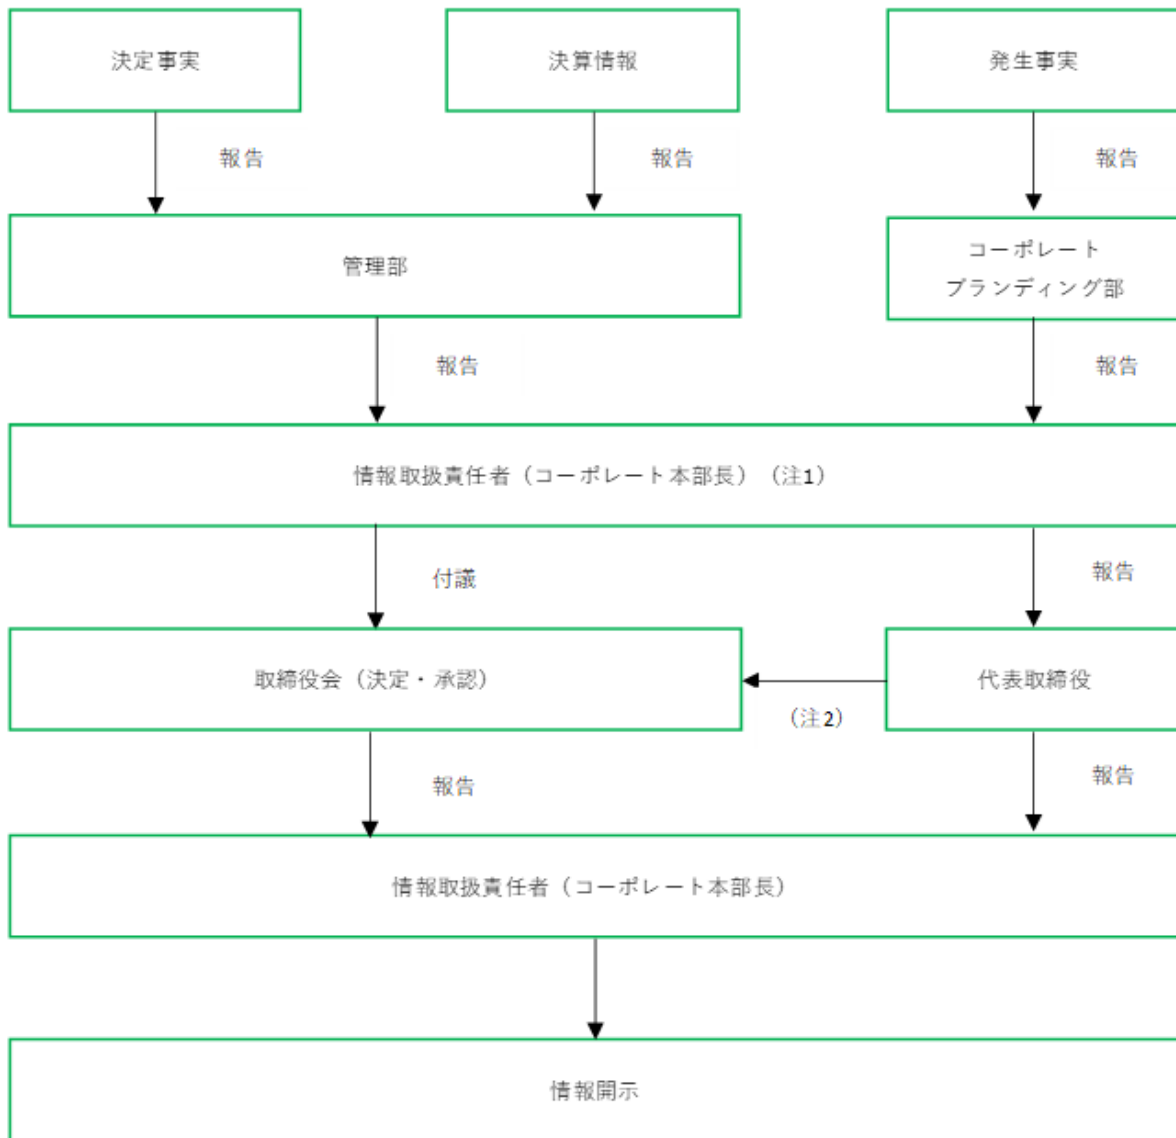 決定事実
決算情報
発生事実
報告
報告
報告
管理部
コーポレート
ブランディング部
報告
報告
情報取扱責任者（コーポレート本部長）（注1）
付議
報告
取締役会（決定・承認）
代表取締役
（注2）
報告
報告
情報取扱責任者（コーポレート本部長）
情報開示